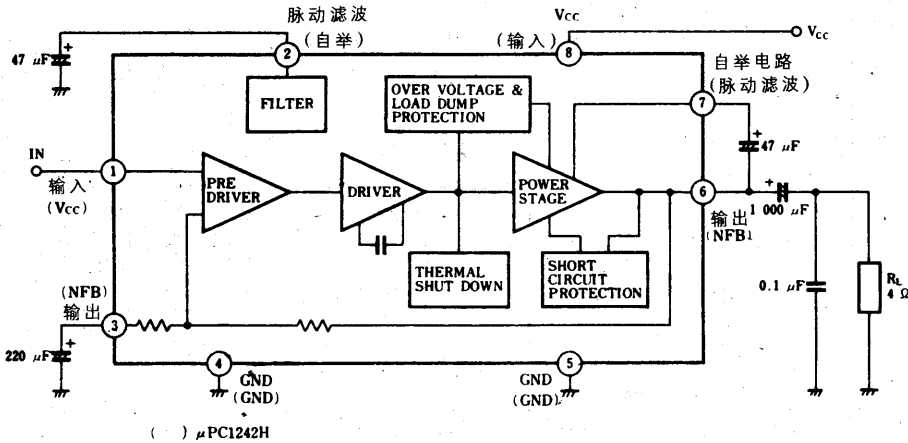 脉动滤波
(自举)
47 μF
+
2
FILTER
VCC
(输入)
8
VCC
OVER VOLTAGE &
LOAD DUMP
PROTECTION
自举电路
(脉动滤波)
7
+
47 μF
IN
1
输入
(VCC)
PRE
DRIVER
DRIVER
POWER
STAGE
6
输出
(NFB)
+
1 000 μF
THERMAL
SHUT DOWN
SHORT
CIRCUIT
PROTECTION
0.1 μF
RL
4 Ω
(NFB)
输出
3
+
220 μF
4
GND
(GND)
5
GND
(GND)
( ) μPC1242H